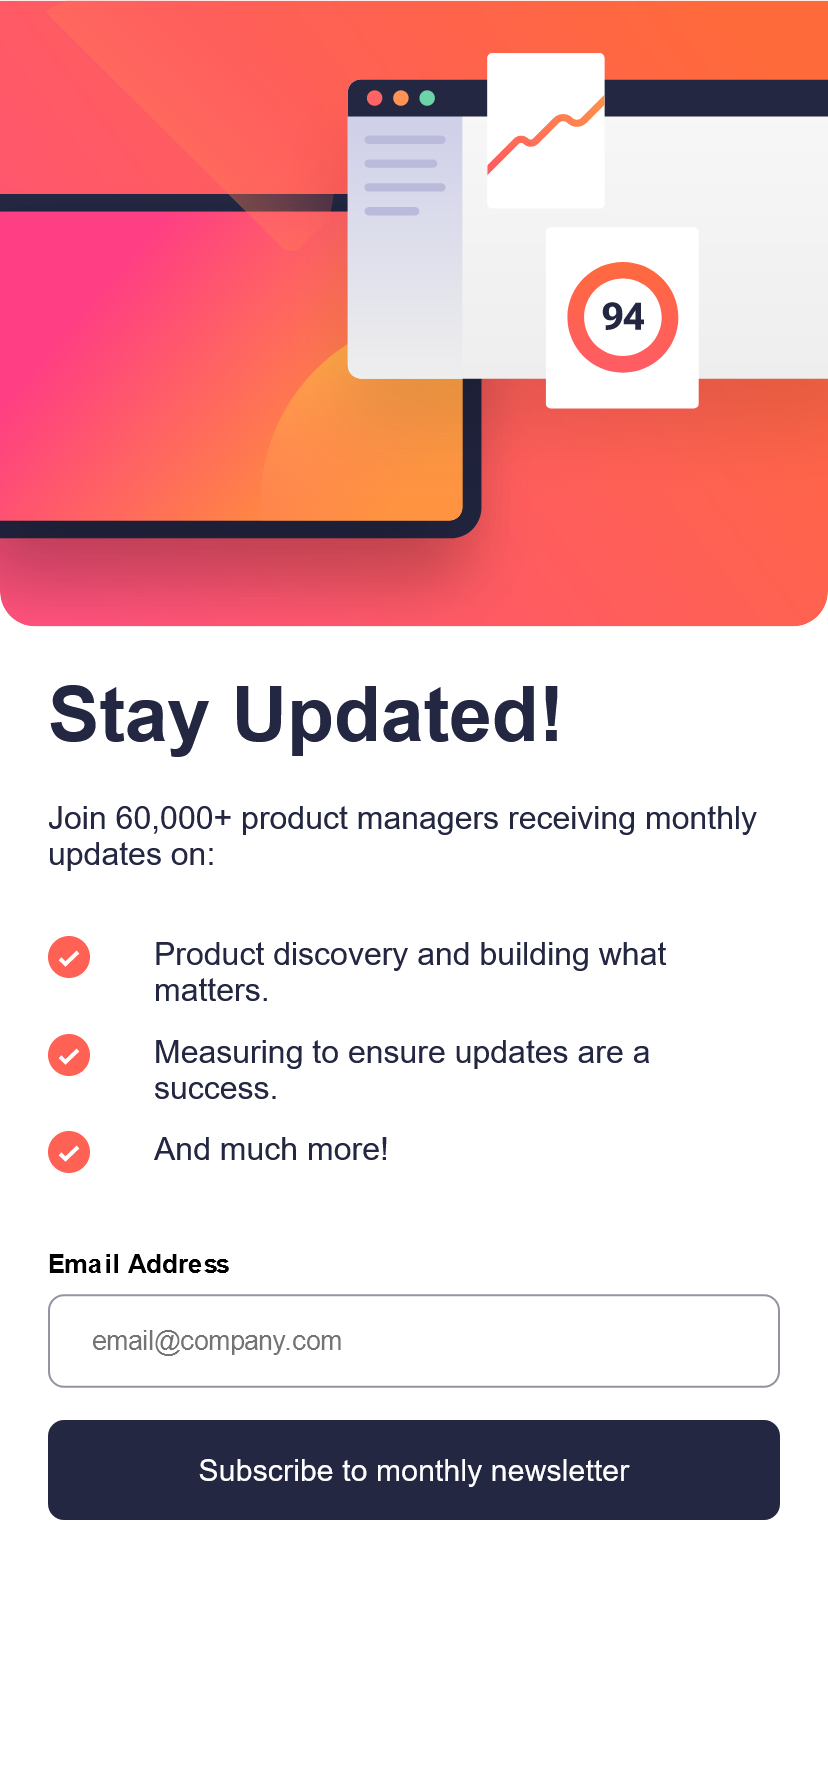 94
Stay Updated!
Join 60,000+ product managers receiving monthly
updates on:
Product discovery and building what
matters.
Measuring to ensure updates are a
success.
And much more!
Email Address
email@company.com
Subscribe to monthly newsletter